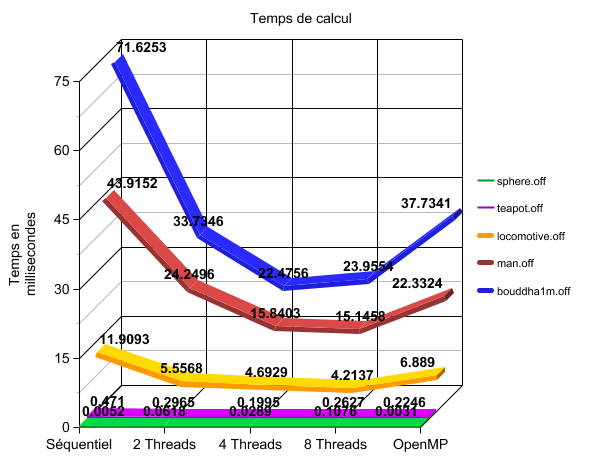 Temps de calcul
71.6253
75
60
43.9152
37.7341
33.7346
sphere.off
teapot.off
Temps en
millisecondes
45
24.2496
22.4756
23.9554
22.3324
locomotive.off
man.off
30
15.8403
15.1458
bouddha1m.off
15
11.9093
5.5568
4.6929
4.2137
6.889
0.471
0.2965
0.1995
0.2627
0.2246
0.0052
0.0618
0.0289
0.1076
0.0031
0
Séquentiel
2 Threads
4 Threads
8 Threads
OpenMP